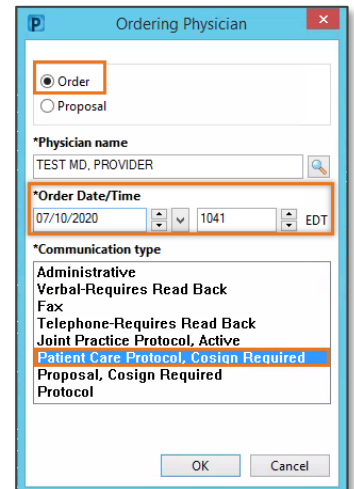 P Ordering Physician ×
Order
Proposal
*Physician name
TEST MD, PROVIDER
*Order Date/Time
07/10/2020 1041 EDT
*Communication type
Administrative
Verbal-Requires Read Back
Fax
Telephone-Requires Read Back
Joint Practice Protocol, Active
Patient Care Protocol, Cosign Required
Proposal, Cosign Required
Protocol
OK Cancel